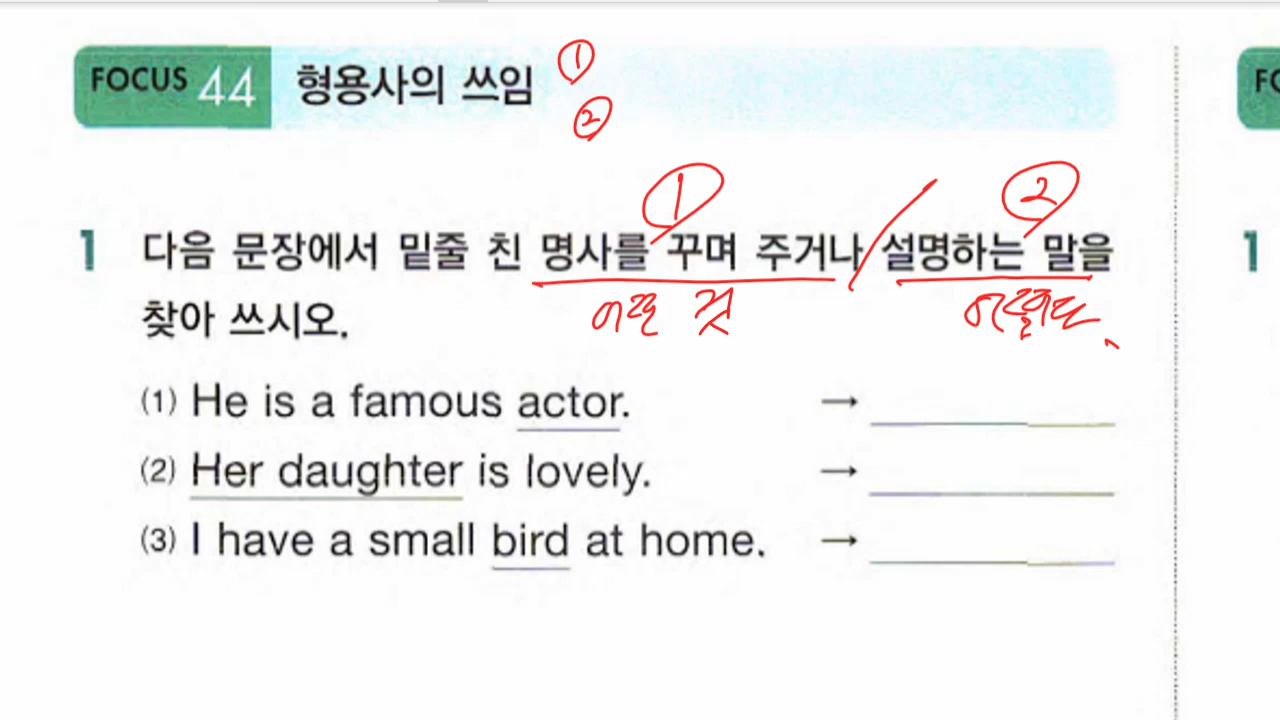 FOCUS 44 형용사의 쓰임 ①
②
① ②
1 다음 문장에서 밑줄 친 명사를 꾸며 주거나 / 설명하는 말을
어떤 것 어떻하다.
찾아 쓰시오.
(1) He is a famous actor. →
(2) Her daughter is lovely. →
(3) I have a small bird at home. →
FO
1